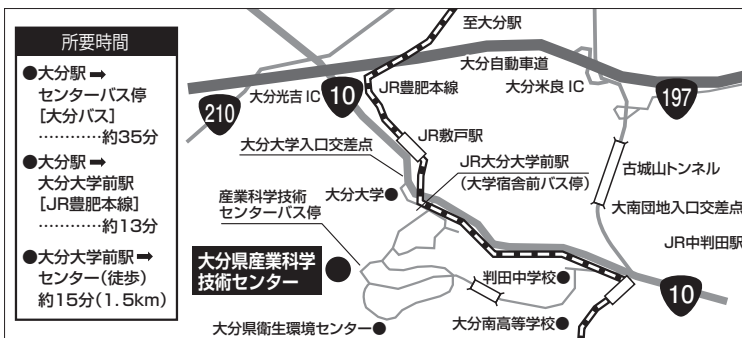 所要時間
●大分駅➡
センターバス停
[大分バス]
…………約35分
●大分駅➡
大分大学前駅
[JR豊肥本線]
…………約13分
●大分大学前駅➡
センター(徒歩)
約15分(1.5km)
至大分駅
大分自動車道
大分光吉IC
10
JR豊肥本線
大分米良IC
197
210
JR敷戸駅
大分大学入口交差点
JR大分大学前駅
(大学宿舎前バス停)
古城山トンネル
大分大学●
産業科学技術
センターバス停
大南団地入口交差点
JR中判田駅
大分県産業科学
技術センター
判田中学校●
10
大分県衛生環境センター●
大分南高等学校●